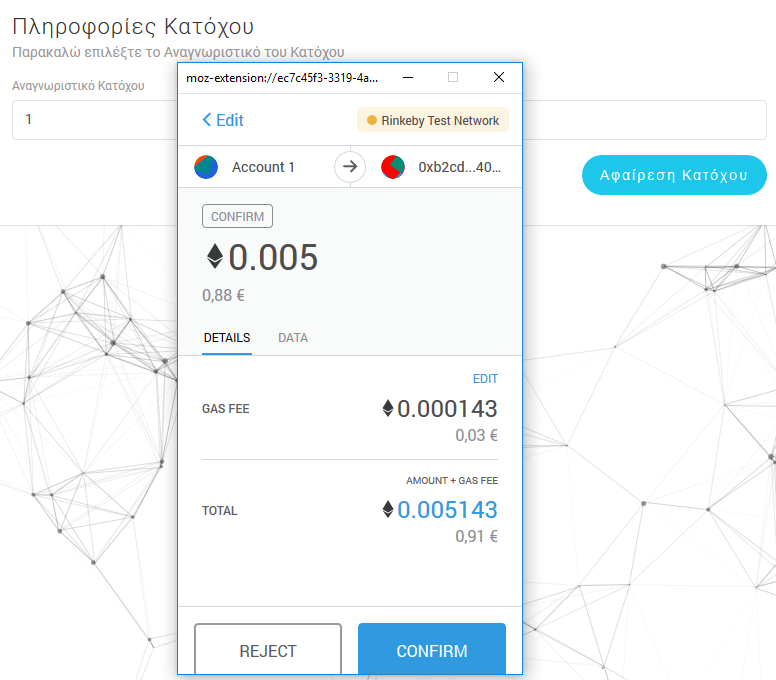 Πληροφορίες Κατόχου
Παρακαλώ επιλέξτε το Αναγνωριστικό του Κατόχου
Αναγνωριστικό Κατόχου
1
Αφαίρεση Κατόχου
moz-extension://ec7c45f3-3319-4a...
Edit
Rinkeby Test Network
Account 1
0xb2cd...40...
CONFIRM
0.005
0,88 €
DETAILS DATA
EDIT
GAS FEE 0.000143
0,03 €
AMOUNT + GAS FEE
TOTAL 0.005143
0,91 €
REJECT CONFIRM